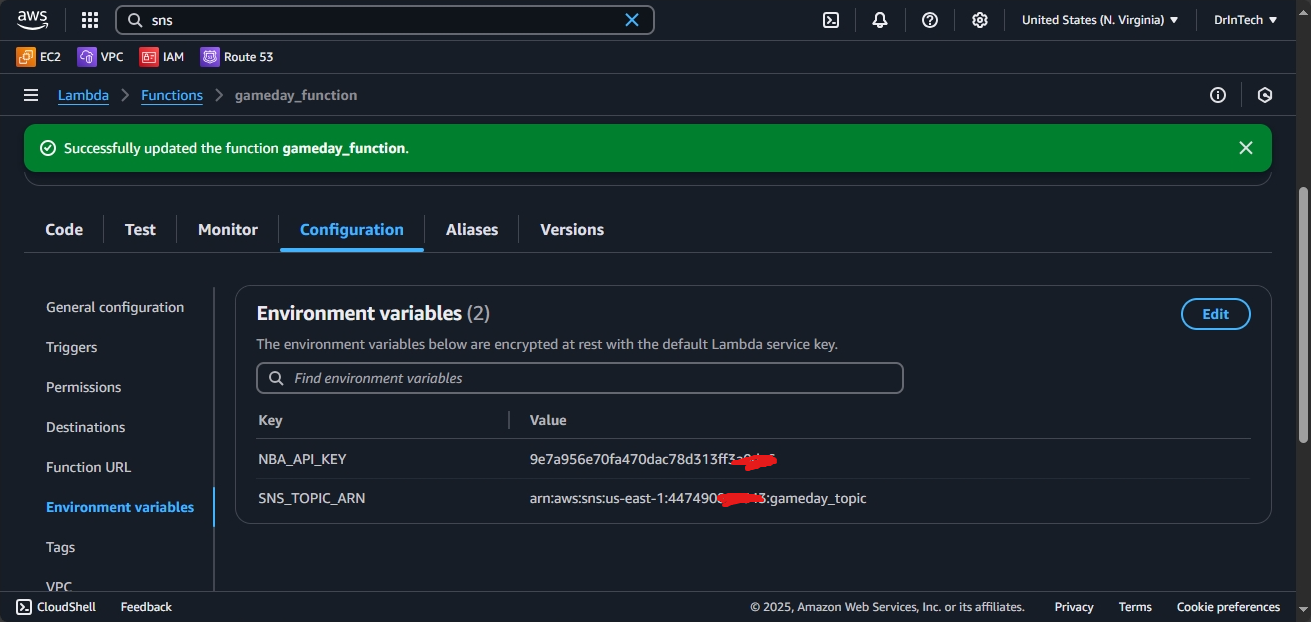 aws
sns
United States (N. Virginia)
DrInTech
EC2
VPC
IAM
Route 53
Lambda
Functions
gameday_function
Successfully updated the function gameday_function.
Code
Test
Monitor
Configuration
Aliases
Versions
General configuration
Triggers
Permissions
Destinations
Function URL
Environment variables
Tags
VPC
Environment variables (2)
Edit
The environment variables below are encrypted at rest with the default Lambda service key.
Find environment variables
Key Value
NBA_API_KEY 9e7a956e70fa470dac78d313ff3
SNS_TOPIC_ARN arn:aws:sns:us-east-1:447490 :gameday_topic
CloudShell
Feedback
© 2025, Amazon Web Services, Inc. or its affiliates.
Privacy
Terms
Cookie preferences